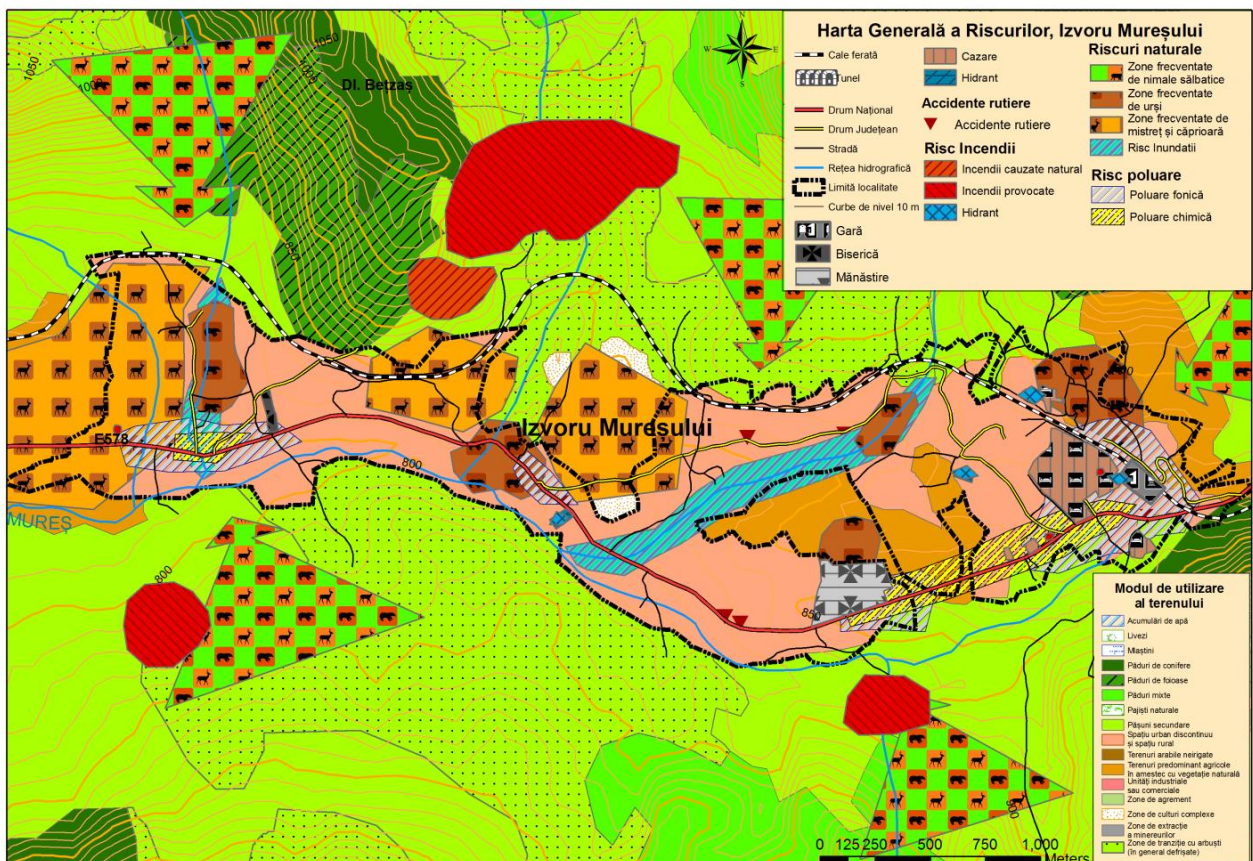 Harta Generală a Riscurilor, Izvoru Mureșului
N
W
E
S
Cale ferată
Tunel
Drum Național
Drum Județean
Stradă
Rețea hidrografică
Limită localitate
Curbe de nivel 10 m
Gară
Biserică
Mănăstire
Cazare
Hidrant
Accidente rutiere
Accidente rutiere
Risc Incendii
Incendii cauzate natural
Incendii provocate
Hidrant
Riscuri naturale
Zone frecventate
de nimale sălbatice
Zone frecventate
de urși
Zone frecventate de
mistreț și căprioară
Risc Inundatii
Risc poluare
Poluare fonică
Poluare chimică
1050
1050
1000
1000
Dl. Bețzaș
850
E578
Izvoru Mureșului
800
MUREȘ
800
850
900
Modul de utilizare
al terenului
Acumulări de apă
Livezi
Mlaștini
Păduri de conifere
Păduri de foioase
Păduri mixte
Pajiști naturale
Pășuni secundare
Spațiu urban discontinuu
și spațiu rural
Terenuri arabile neirigate
Terenuri predominant agricole
în amestec cu vegetație naturală
Unități industriale
sau comerciale
Zone de agrement
Zone de culturi complexe
Zone de extracție
a minereurilor
Zone de tranziție cu arbuști
(în general defrișate)
0 125 250 500 750 1,000
Meters